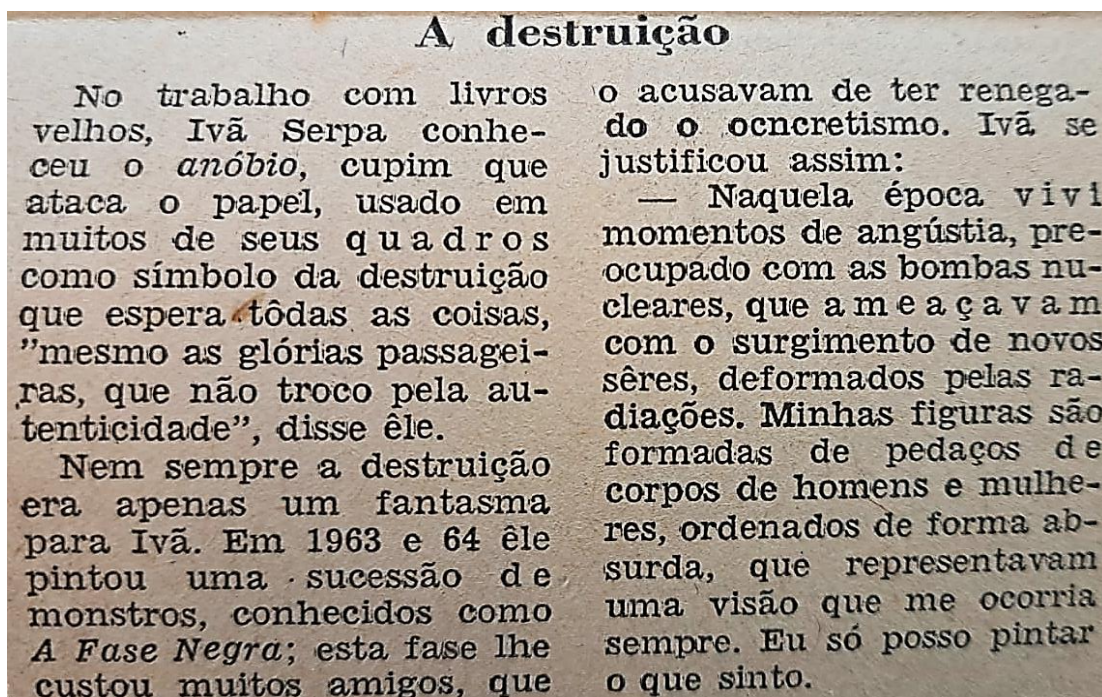 A destruição
No trabalho com livros
velhos, Ivã Serpa conhe-
ceu o anóbio, cupim que
ataca o papel, usado em
muitos de seus quadros
como símbolo da destruição
que espera tôdas as coisas,
"mesmo as glórias passagei-
ras, que não troco pela au-
tenticidade", disse êle.
Nem sempre a destruição
era apenas um fantasma
para Ivã. Em 1963 e 64 êle
pintou uma sucessão de
monstros, conhecidos como
A Fase Negra; esta fase lhe
custou muitos amigos, que
o acusavam de ter renega-
do o ocncretismo. Ivã se
justificou assim:
— Naquela época vivi
momentos de angústia, pre-
ocupado com as bombas nu-
cleares, que ameaçavam
com o surgimento de novos
sêres, deformados pelas ra-
diações. Minhas figuras são
formadas de pedaços de
corpos de homens e mulhe-
res, ordenados de forma ab-
surda, que representavam
uma visão que me ocorria
sempre. Eu só posso pintar
o que sinto.